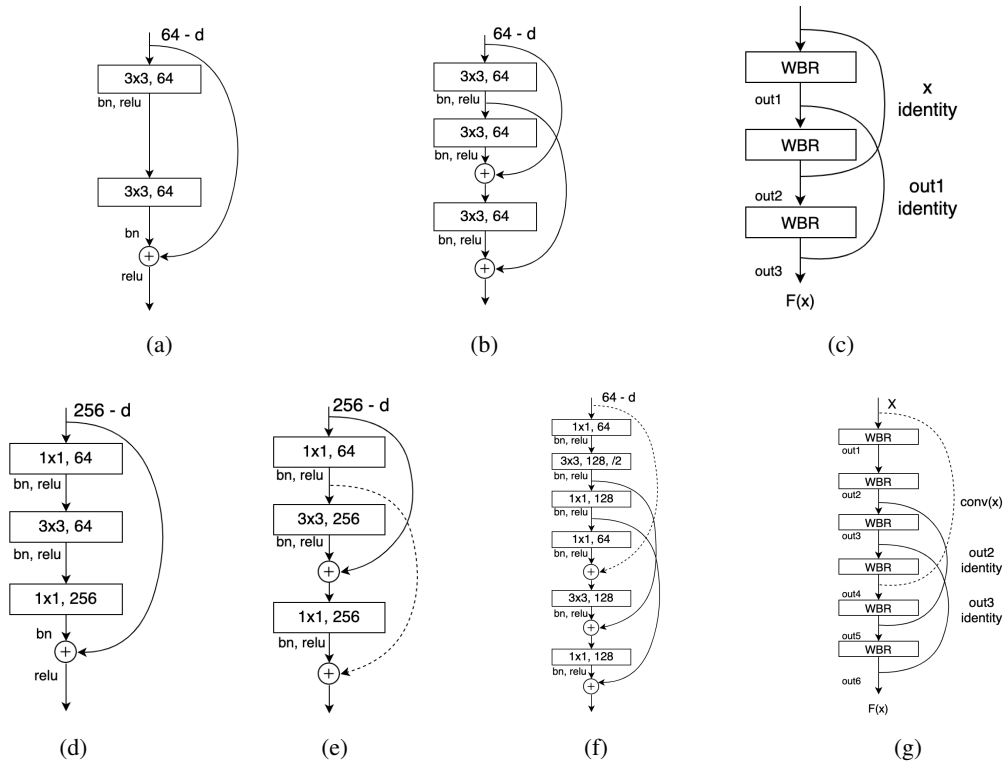 64 - d
3x3, 64
bn, relu
3x3, 64
bn
+
relu
(a)
64 - d
3x3, 64
bn, relu
3x3, 64
bn, relu
+
3x3, 64
bn, relu
+
(b)
WBR
out1
x
identity
WBR
out2
out1
identity
WBR
out3
F(x)
(c)
256 - d
1x1, 64
bn, relu
3x3, 64
bn, relu
1x1, 256
bn
+
relu
(d)
256 - d
1x1, 64
bn, relu
3x3, 256
bn, relu
+
1x1, 256
bn, relu
+
(e)
64 - d
1x1, 64
bn, relu
3x3, 128, /2
bn, relu
1x1, 128
bn, relu
1x1, 64
bn, relu
+
3x3, 128
bn, relu
+
1x1, 128
bn, relu
+
(f)
X
WBR
out1
WBR
out2
conv(x)
WBR
out3
out2
identity
WBR
out4
out3
identity
WBR
out5
WBR
out6
F(x)
(g)